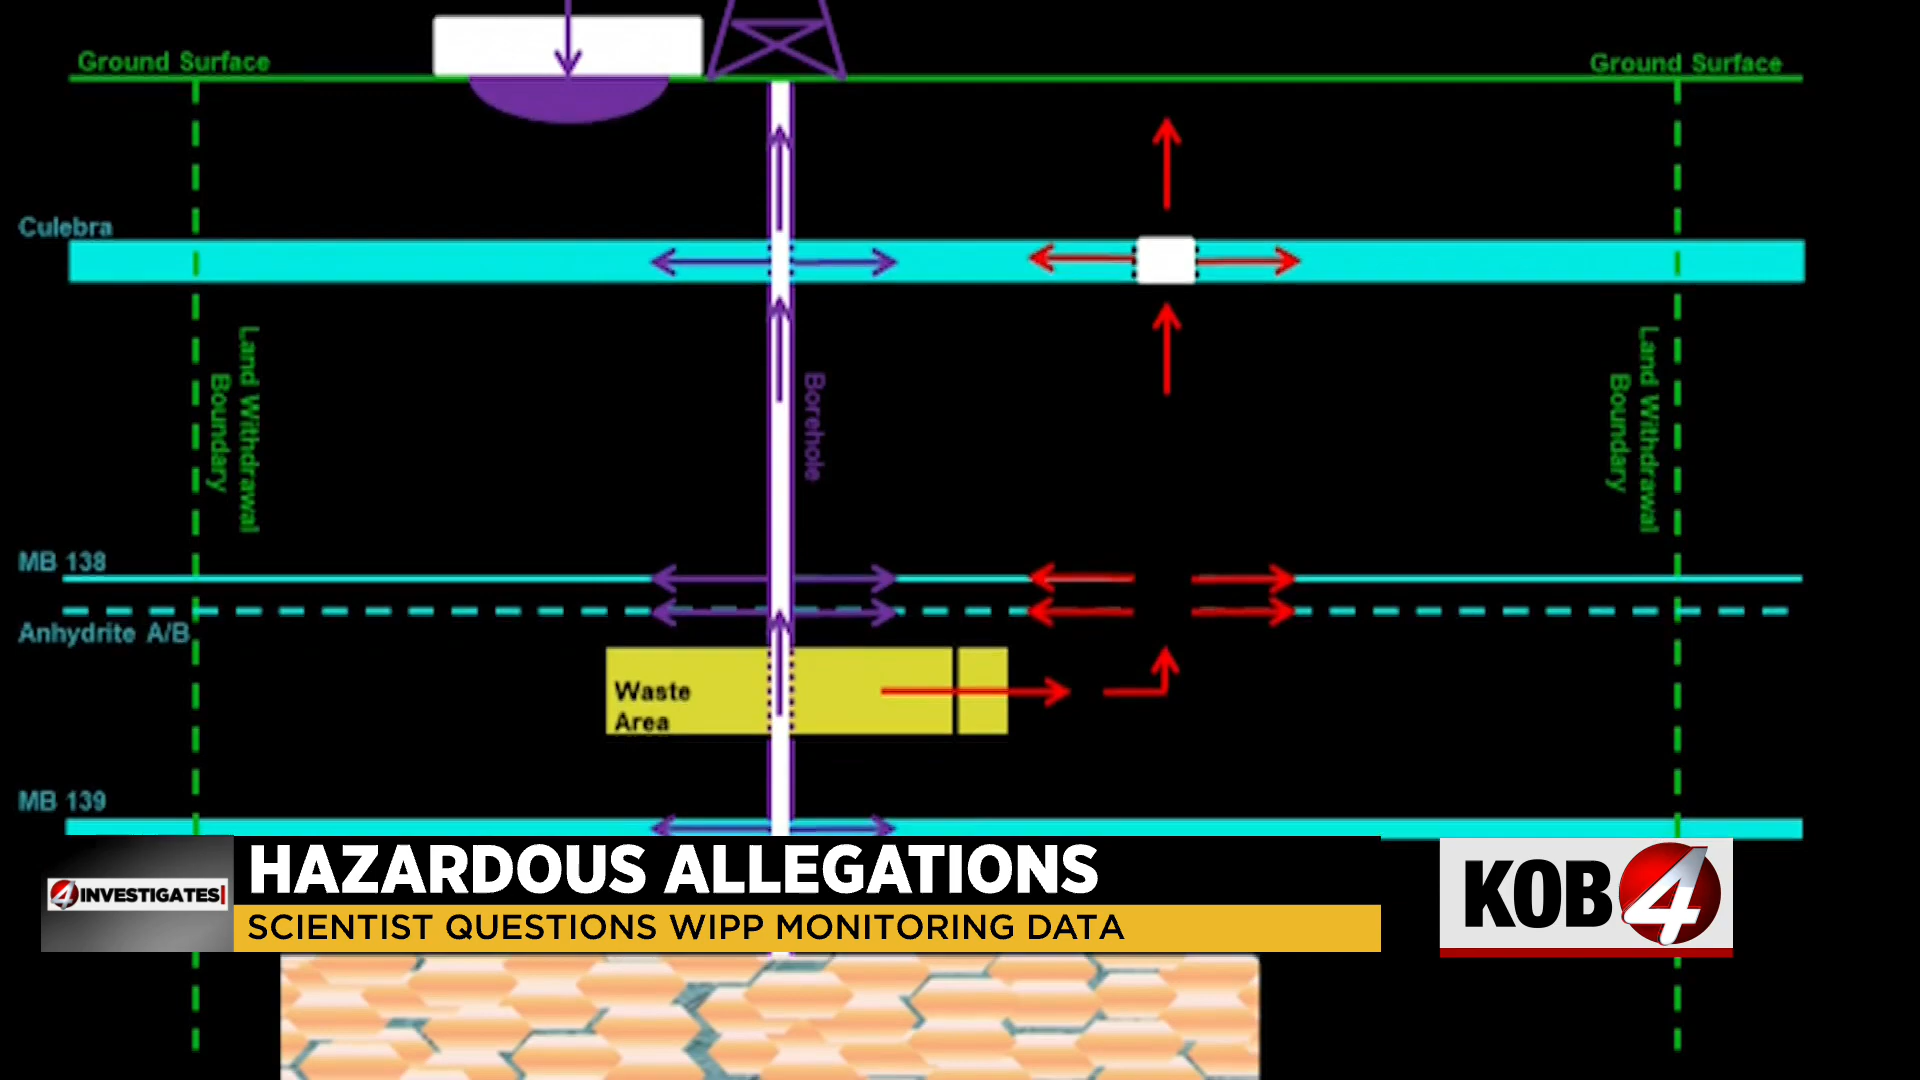 Ground Surface
Ground Surface
Culebra
Land Withdrawal
Boundary
Borehole
Land Withdrawal
Boundary
MB 138
Anhydrite A/B
Waste
Area
MB 139
4 INVESTIGATES
HAZARDOUS ALLEGATIONS
SCIENTIST QUESTIONS WIPP MONITORING DATA
KOB 4